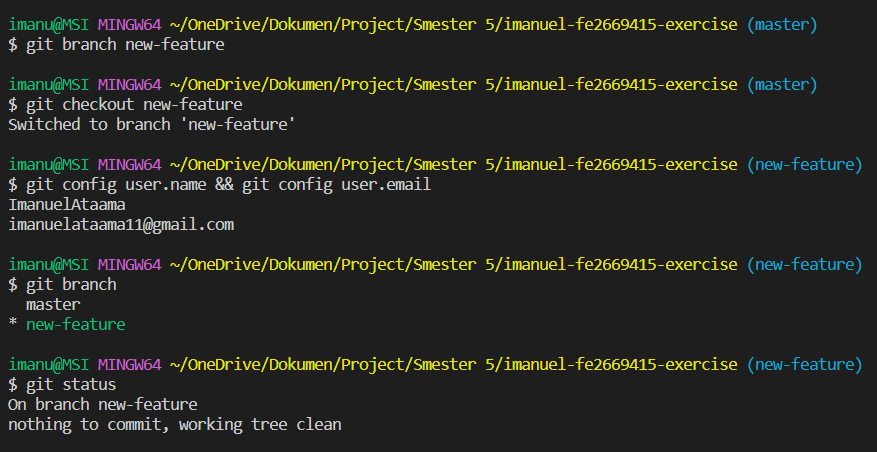 imanu@MSI MINGW64 ~/OneDrive/Dokumen/Project/Smester 5/imanuel-fe2669415-exercise (master)
$ git branch new-feature
imanu@MSI MINGW64 ~/OneDrive/Dokumen/Project/Smester 5/imanuel-fe2669415-exercise (master)
$ git checkout new-feature
Switched to branch 'new-feature'
imanu@MSI MINGW64 ~/OneDrive/Dokumen/Project/Smester 5/imanuel-fe2669415-exercise (new-feature)
$ git config user.name && git config user.email
ImanuelAtaama
imanuelataama11@gmail.com
imanu@MSI MINGW64 ~/OneDrive/Dokumen/Project/Smester 5/imanuel-fe2669415-exercise (new-feature)
$ git branch
  master
* new-feature
imanu@MSI MINGW64 ~/OneDrive/Dokumen/Project/Smester 5/imanuel-fe2669415-exercise (new-feature)
$ git status
On branch new-feature
nothing to commit, working tree clean